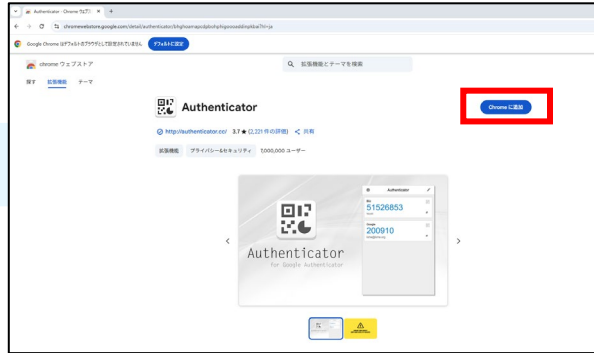 Authenticator - Chrome ウェブス
chromewebstore.google.com/detail/authenticator/bhghoamapcdpbohphigoooaddinpkbai?hl=ja
Google Chrome はデフォルトのブラウザとして設定されていません
デフォルトに設定
chrome ウェブストア
拡張機能とテーマを検索
探す 拡張機能 テーマ
Authenticator
Chrome に追加
http://authenticator.cc/ 3.7 ★ (2,221 件の評価) 共有
拡張機能 プライバシー&セキュリティ 7,000,000 ユーザー
Authenticator
51526853
Google
200910
Authenticator
for Google Authenticator